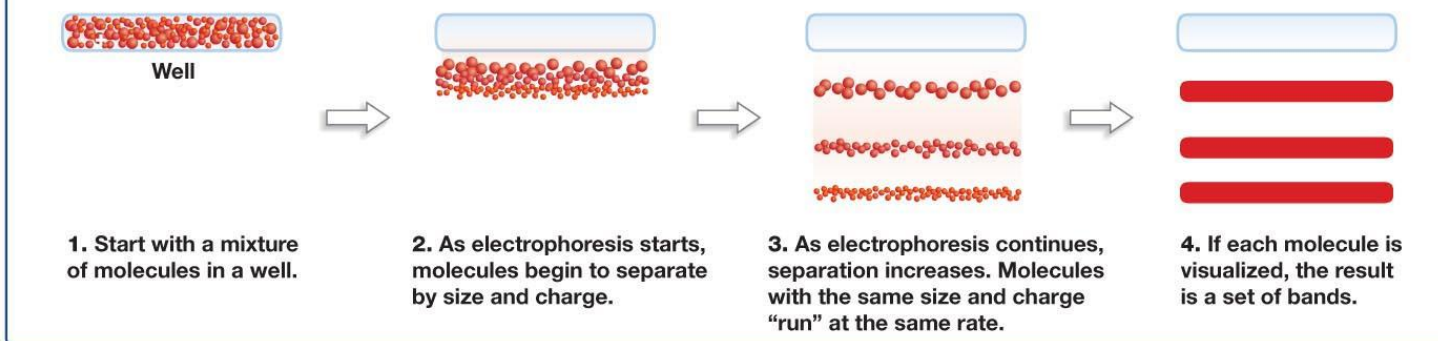 Well
1. Start with a mixture
of molecules in a well.
2. As electrophoresis starts,
molecules begin to separate
by size and charge.
3. As electrophoresis continues,
separation increases. Molecules
with the same size and charge
“run” at the same rate.
4. If each molecule is
visualized, the result
is a set of bands.